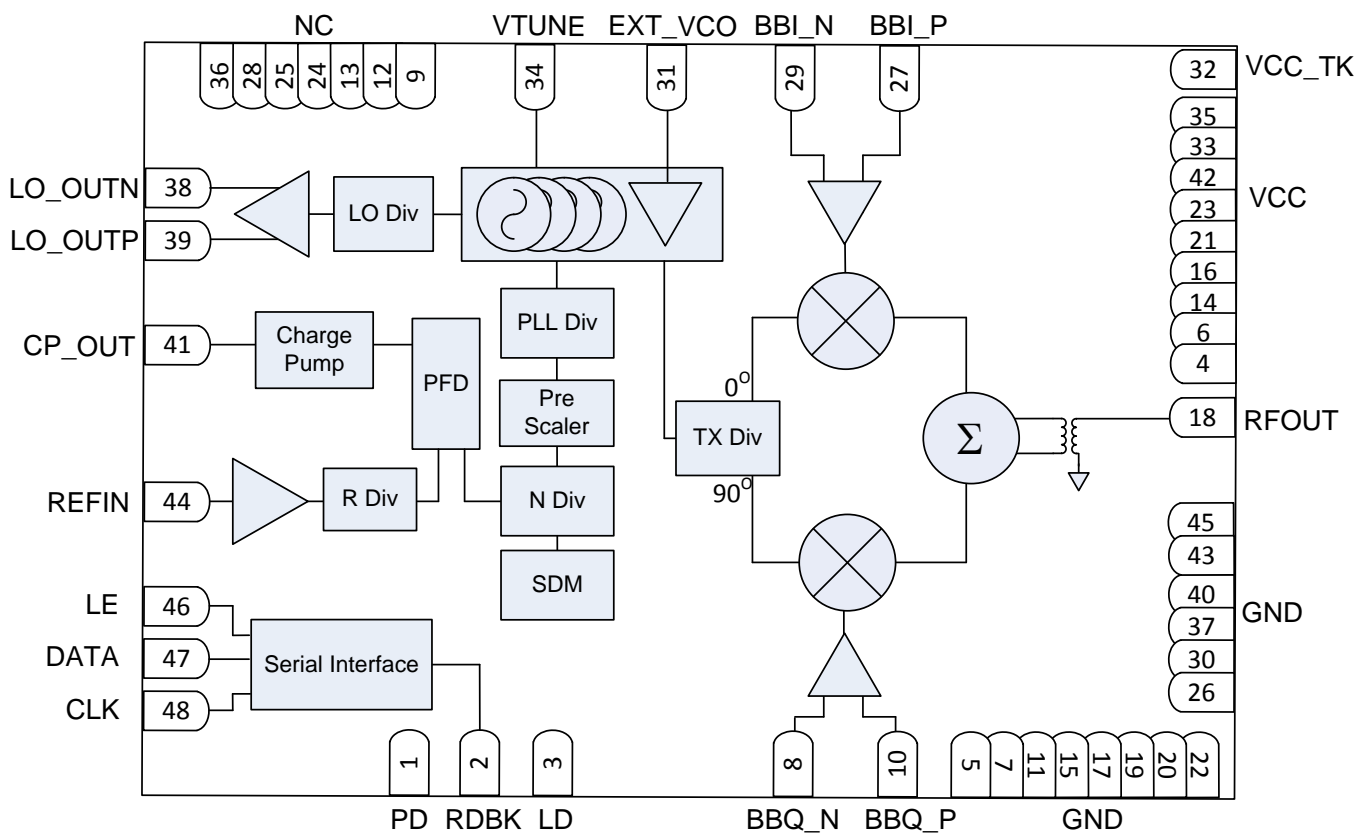 NC VTUNE EXT_VCO BBI_N BBI_P
36 28 25 24 13 12 9 34 31 29 27
32 VCC_TK
35
33
42
23
21
16
14
6
4
VCC
LO_OUTN 38
LO_OUTP 39
LO Div
CP_OUT 41
Charge
Pump
PFD
PLL Div
Pre
Scaler
0O
TX Div
90O
Σ
18 RFOUT
REFIN 44
R Div
N Div
SDM
45
43
40
37
30
26
GND
LE 46
DATA 47
CLK 48
Serial Interface
1 2 3 8 10 5 7 11 15 17 19 20 22
PD RDBK LD BBQ_N BBQ_P GND